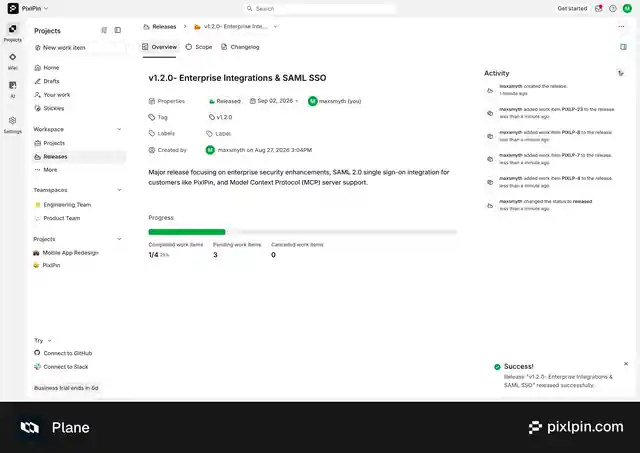 PixlPin
Search
Get started
M
Projects
Wiki
AI
Settings
Projects
New work item
Home
Drafts
Your work
Stickies
Workspace
Projects
Releases
More
Teamspaces
Engineering Team
Product Team
Projects
Mobile App Redesign
PixlPin
Try
Connect to GitHub
Connect to Slack
Business trial ends in 6d
Releases
v1.2.0- Enterprise Inte...
Overview
Scope
Changelog
v1.2.0- Enterprise Integrations & SAML SSO
Properties
Released
Sep 02, 2026
M
maxsmyth (you)
Tag
v1.2.0
Labels
Label
Created by
M
maxsmyth on Aug 27, 2026 3:04PM
Major release focusing on enterprise security enhancements, SAML 2.0 single sign-on integration for
customers like PixlPin, and Model Context Protocol (MCP) server support.
Progress
Completed work items
1/4 25%
Pending work items
3
Cancelled work items
0
Activity
maxsmyth created the release.
1 minute ago
maxsmyth added work item PIXLP-23 to the release
less than a minute ago
maxsmyth added work item PIXLP-8 to the release
less than a minute ago
maxsmyth added work item PIXLP-7 to the release
less than a minute ago
maxsmyth added work item PIXLP-4 to the release
less than a minute ago
maxsmyth changed the status to released
less than a minute ago
Success!
Release "v1.2.0- Enterprise Integrations &
SAML SSO" released successfully.
Plane
pixlpin.com